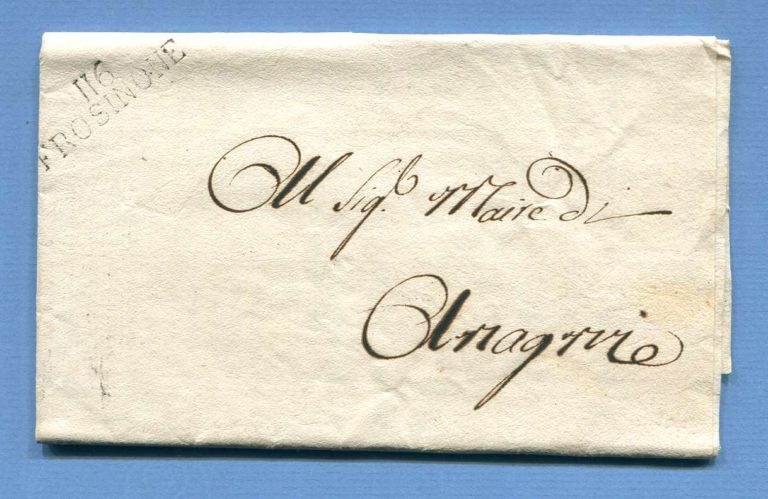 116
FROSINONE
Al Sig.r Maire di
Anagni